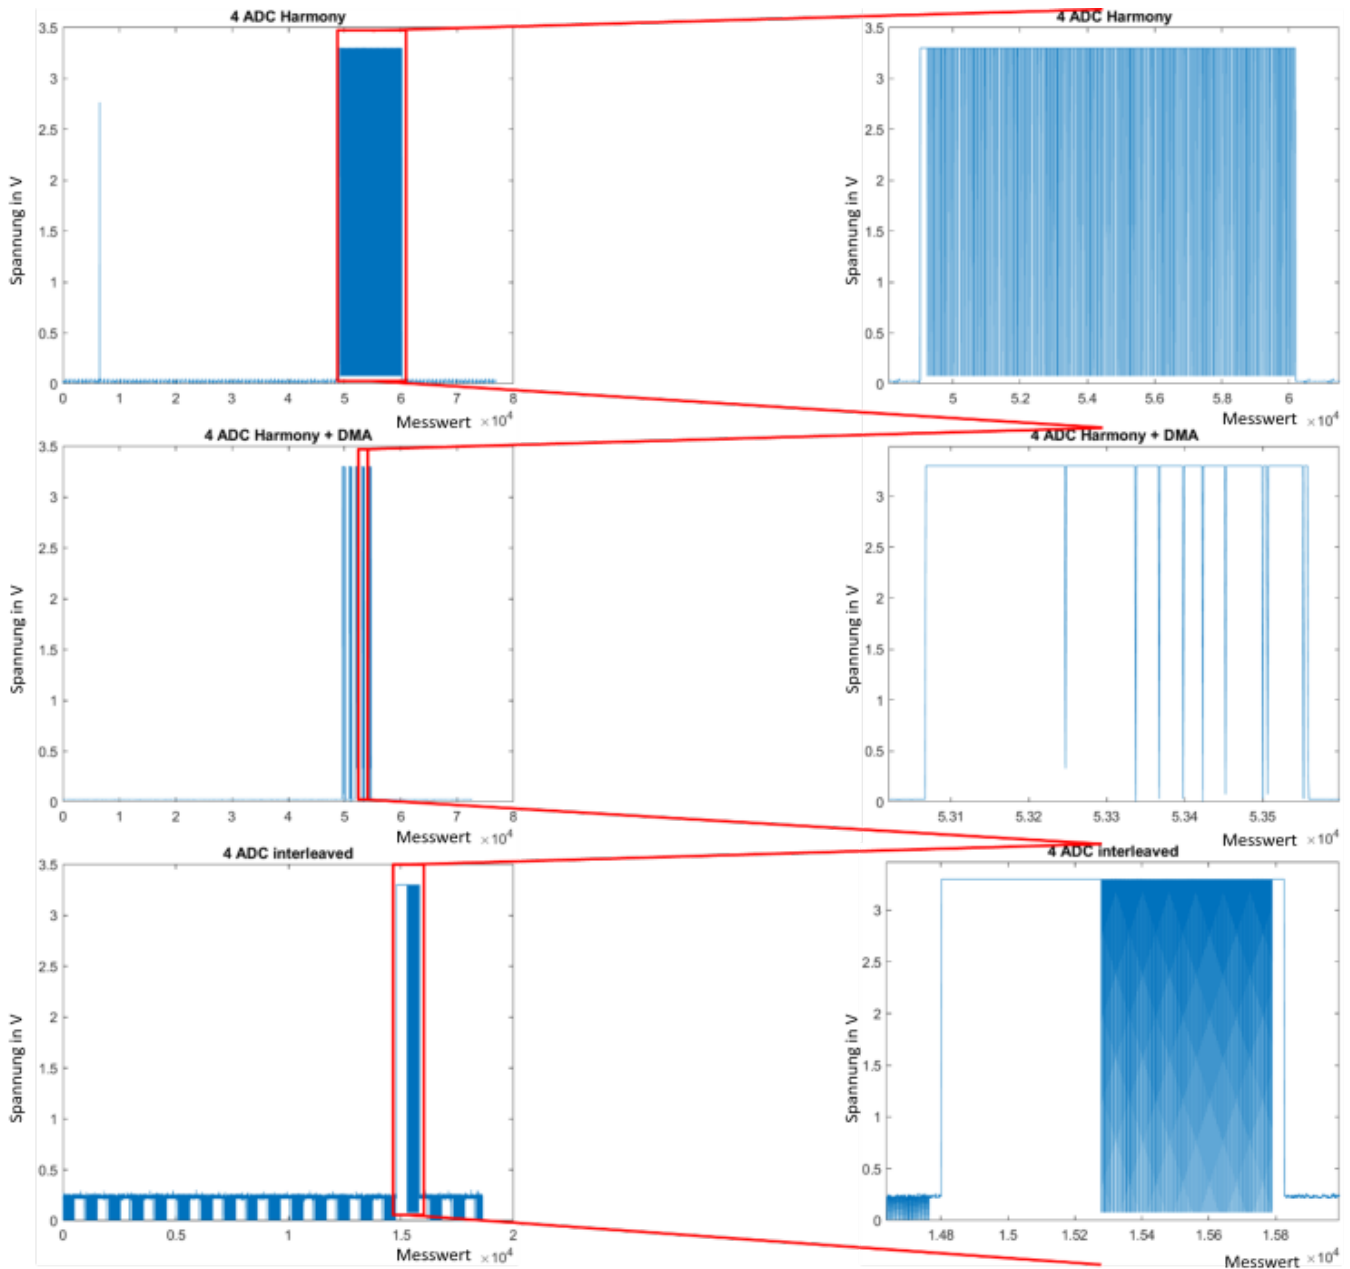 4 ADC Harmony
3.5
3
2.5
2
1.5
1
0.5
0
Spannung in V
0 1 2 3 4 5 6 7 8
Messwert ×10⁴
4 ADC Harmony
3.5
3
2.5
2
1.5
1
0.5
0
Spannung in V
5 5.2 5.4 5.6 5.8 6
Messwert ×10⁴
4 ADC Harmony + DMA
3.5
3
2.5
2
1.5
1
0.5
0
Spannung in V
0 1 2 3 4 5 6 7 8
Messwert ×10⁴
4 ADC Harmony + DMA
3
2.5
2
1.5
1
0.5
0
Spannung in V
5.31 5.32 5.33 5.34 5.35
Messwert ×10⁴
4 ADC interleaved
3.5
3
2.5
2
1.5
1
0.5
0
Spannung in V
0 0.5 1 1.5 2
Messwert ×10⁴
4 ADC interleaved
3
2.5
2
1.5
1
0.5
0
Spannung in V
1.48 1.5 1.52 1.54 1.56 1.58
Messwert ×10⁴